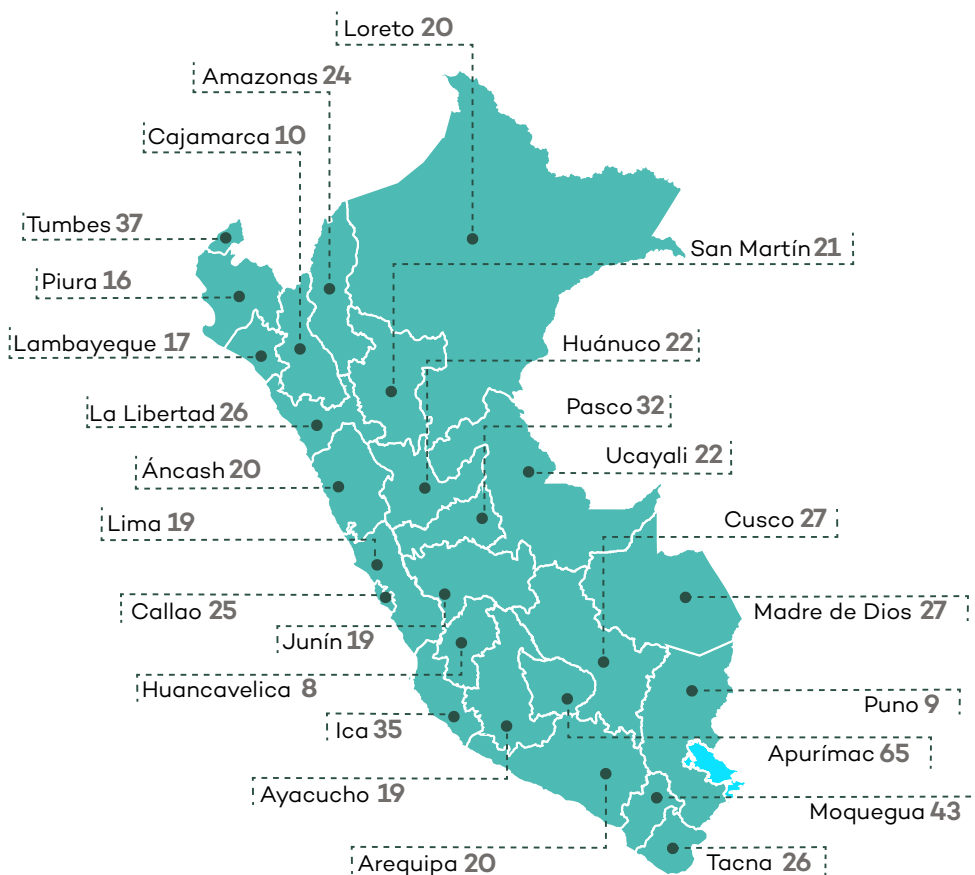 Loreto 20
Amazonas 24
Cajamarca 10
Tumbes 37
San Martín 21
Piura 16
Lambayeque 17
Huánuco 22
La Libertad 26
Pasco 32
Áncash 20
Ucayali 22
Lima 19
Cusco 27
Callao 25
Madre de Dios 27
Junín 19
Huancavelica 8
Puno 9
Ica 35
Apurímac 65
Ayacucho 19
Moquegua 43
Arequipa 20
Tacna 26